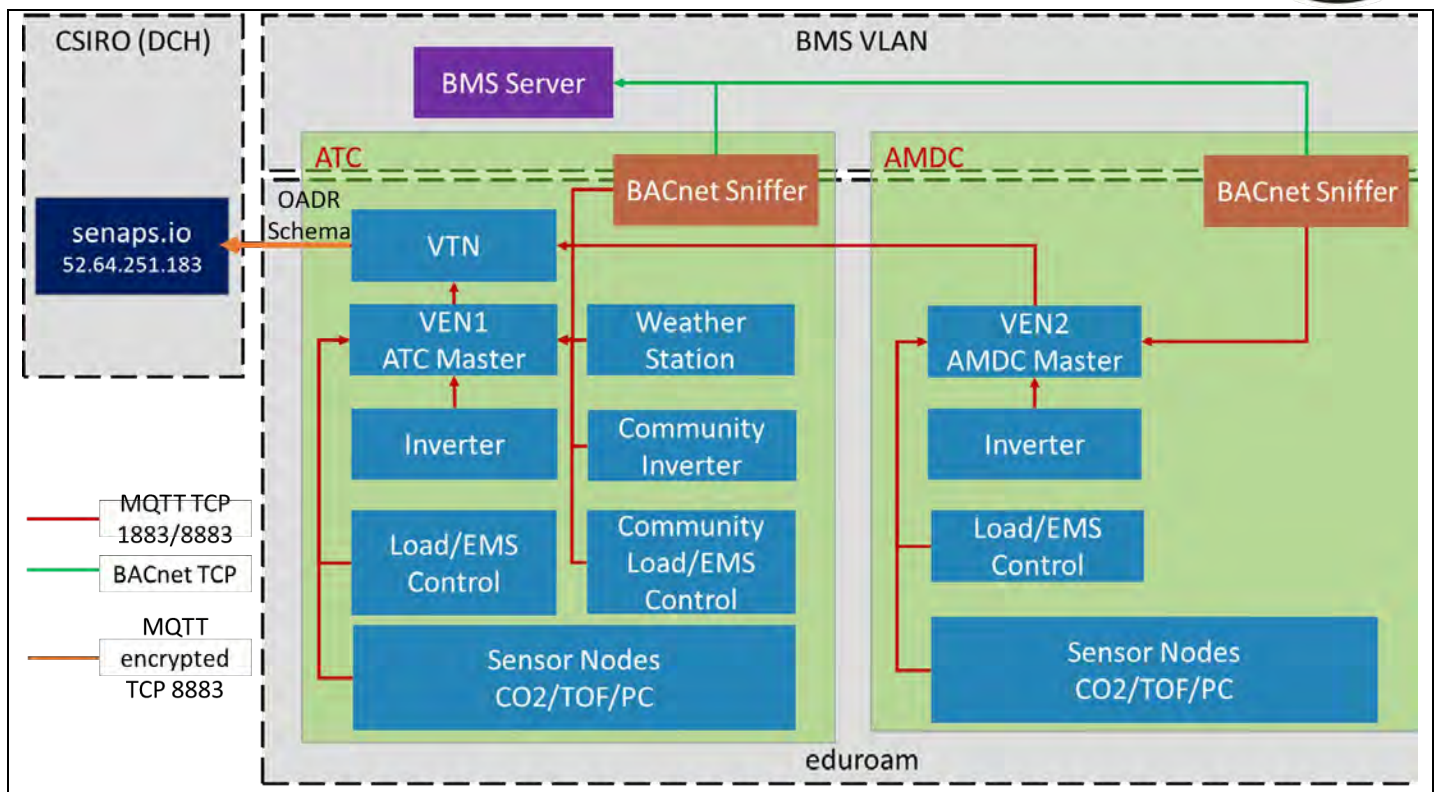 CSIRO (DCH)
senaps.io
52.64.251.183
BMS VLAN
BMS Server
ATC
BACnet Sniffer
OADR
Schema
VTN
VEN1
ATC Master
Weather
Station
Inverter
Community
Inverter
Load/EMS
Control
Community
Load/EMS
Control
Sensor Nodes
CO2/TOF/PC
AMDC
BACnet Sniffer
VEN2
AMDC Master
Inverter
Load/EMS
Control
Sensor Nodes
CO2/TOF/PC
eduroam
MQTT TCP
1883/8883
BACnet TCP
MQTT
encrypted
TCP 8883